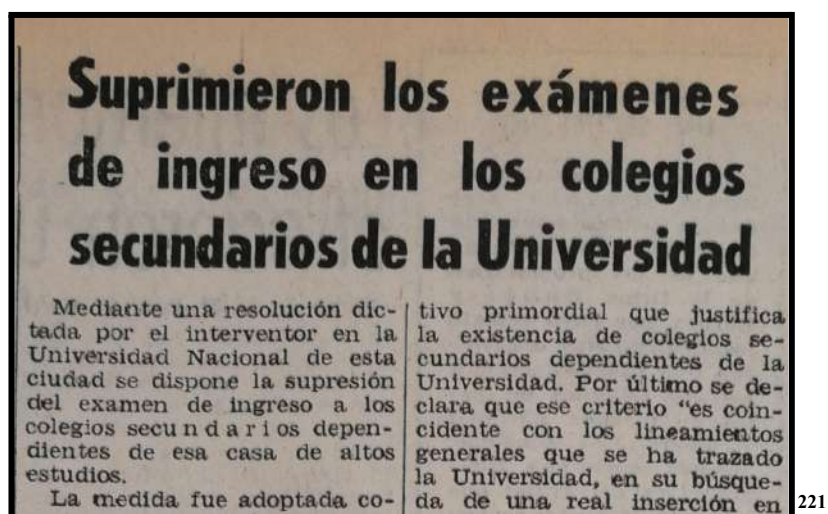 Suprimieron los exámenes
de ingreso en los colegios
secundarios de la Universidad
Mediante una resolución dic-
tada por el interventor en la
Universidad Nacional de esta
ciudad se dispone la supresión
del examen de ingreso a los
colegios secundarios depen-
dientes de esa casa de altos
estudios.
La medida fue adoptada co-
tivo primordial que justifica
la existencia de colegios se-
cundarios dependientes de la
Universidad. Por último se de-
clara que ese criterio “es coin-
cidente con los lineamientos
generales que se ha trazado
la Universidad, en su búsque-
da de una real inserción en
221